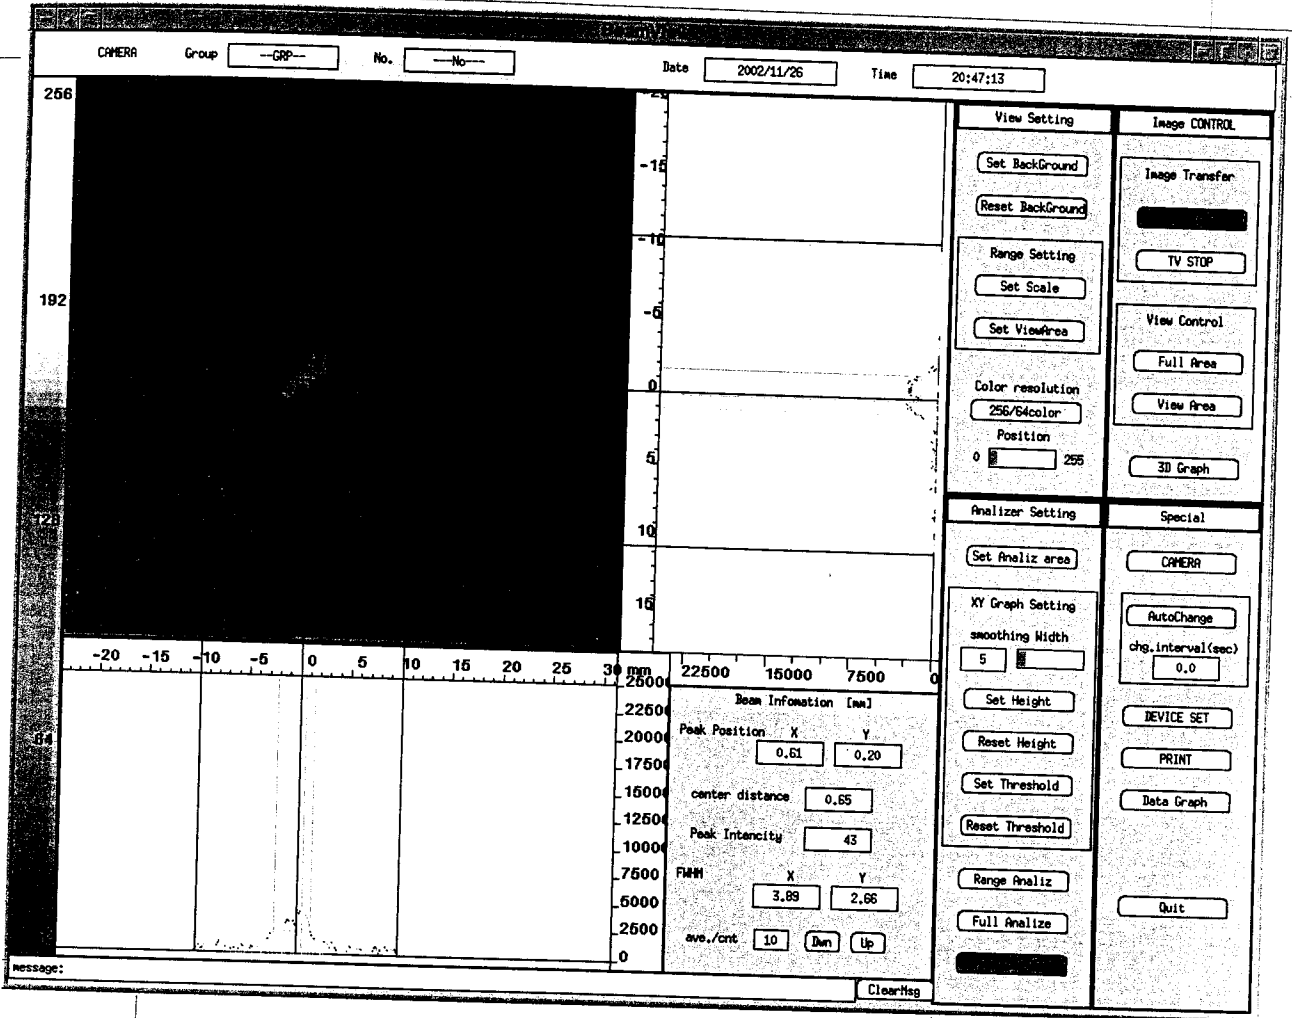 CAMERA Group --GRP-- No. ---No--- Date 2002/11/26 Time 20:47:13
256
192
128
64
-15
-10
-5
0
5
10
15
-20 -15 -10 -5 0 5 10 15 20 25 30 mm
22500 15000 7500 0
25000
22500
20000
17500
15000
12500
10000
7500
5000
2500
0
Beam Infomation [mm]
Peak Position X Y
0.61 0.20
center distance 0.65
Peak Intencity 43
FWHM X Y
3.89 2.66
ave./cnt 10 Dwn Up
message:
ClearMsg
View Setting
Set BackGround
Reset BackGround
Range Setting
Set Scale
Set ViewArea
Color resolution
256/64color
Position
0 255
Image CONTROL
Image Transfer
TV STOP
View Control
Full Area
View Area
3D Graph
Analizer Setting
Set Analiz area
XY Graph Setting
smoothing Width
5
Set Height
Reset Height
Set Threshold
Reset Threshold
Range Analiz
Full Analize
Special
CAMERA
AutoChange
chg.interval(sec)
0.0
DEVICE SET
PRINT
Data Graph
Quit